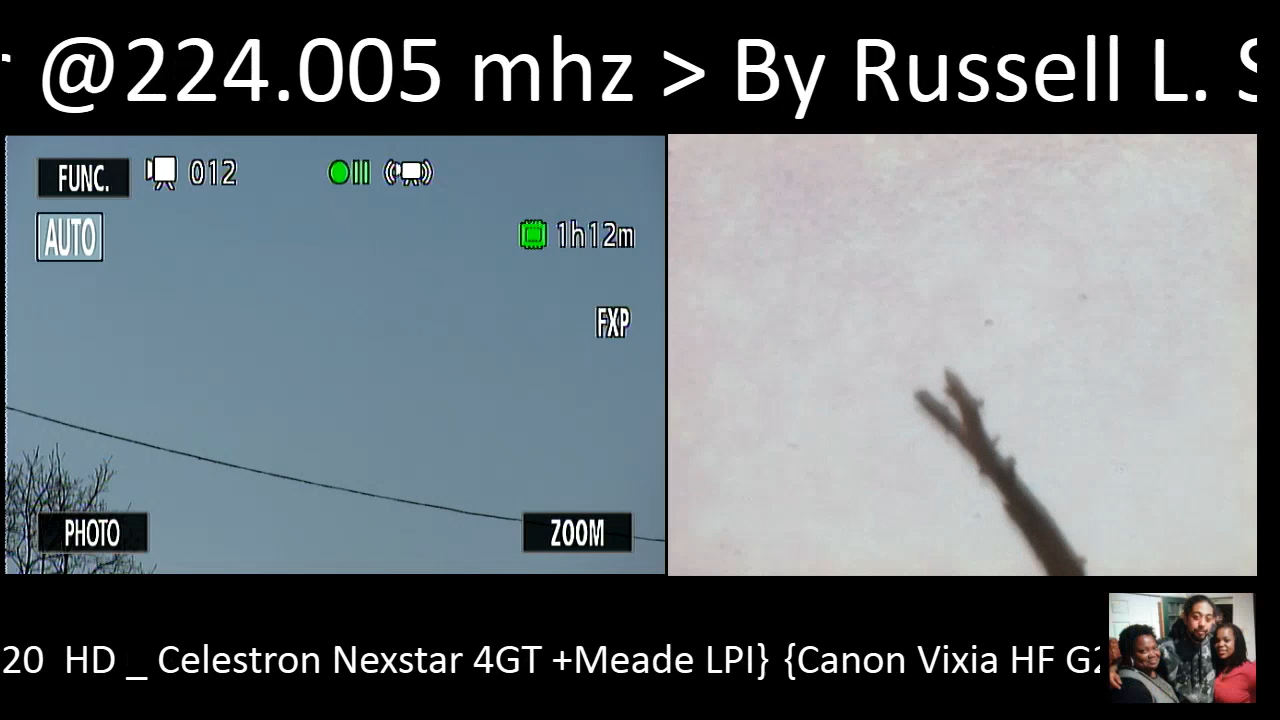 @224.005 mhz > By Russell L. S
FUNC. 012
AUTO
1h12m
FXP
PHOTO ZOOM
20 HD _ Celestron Nexstar 4GT +Meade LPI} {Canon Vixia HF G2